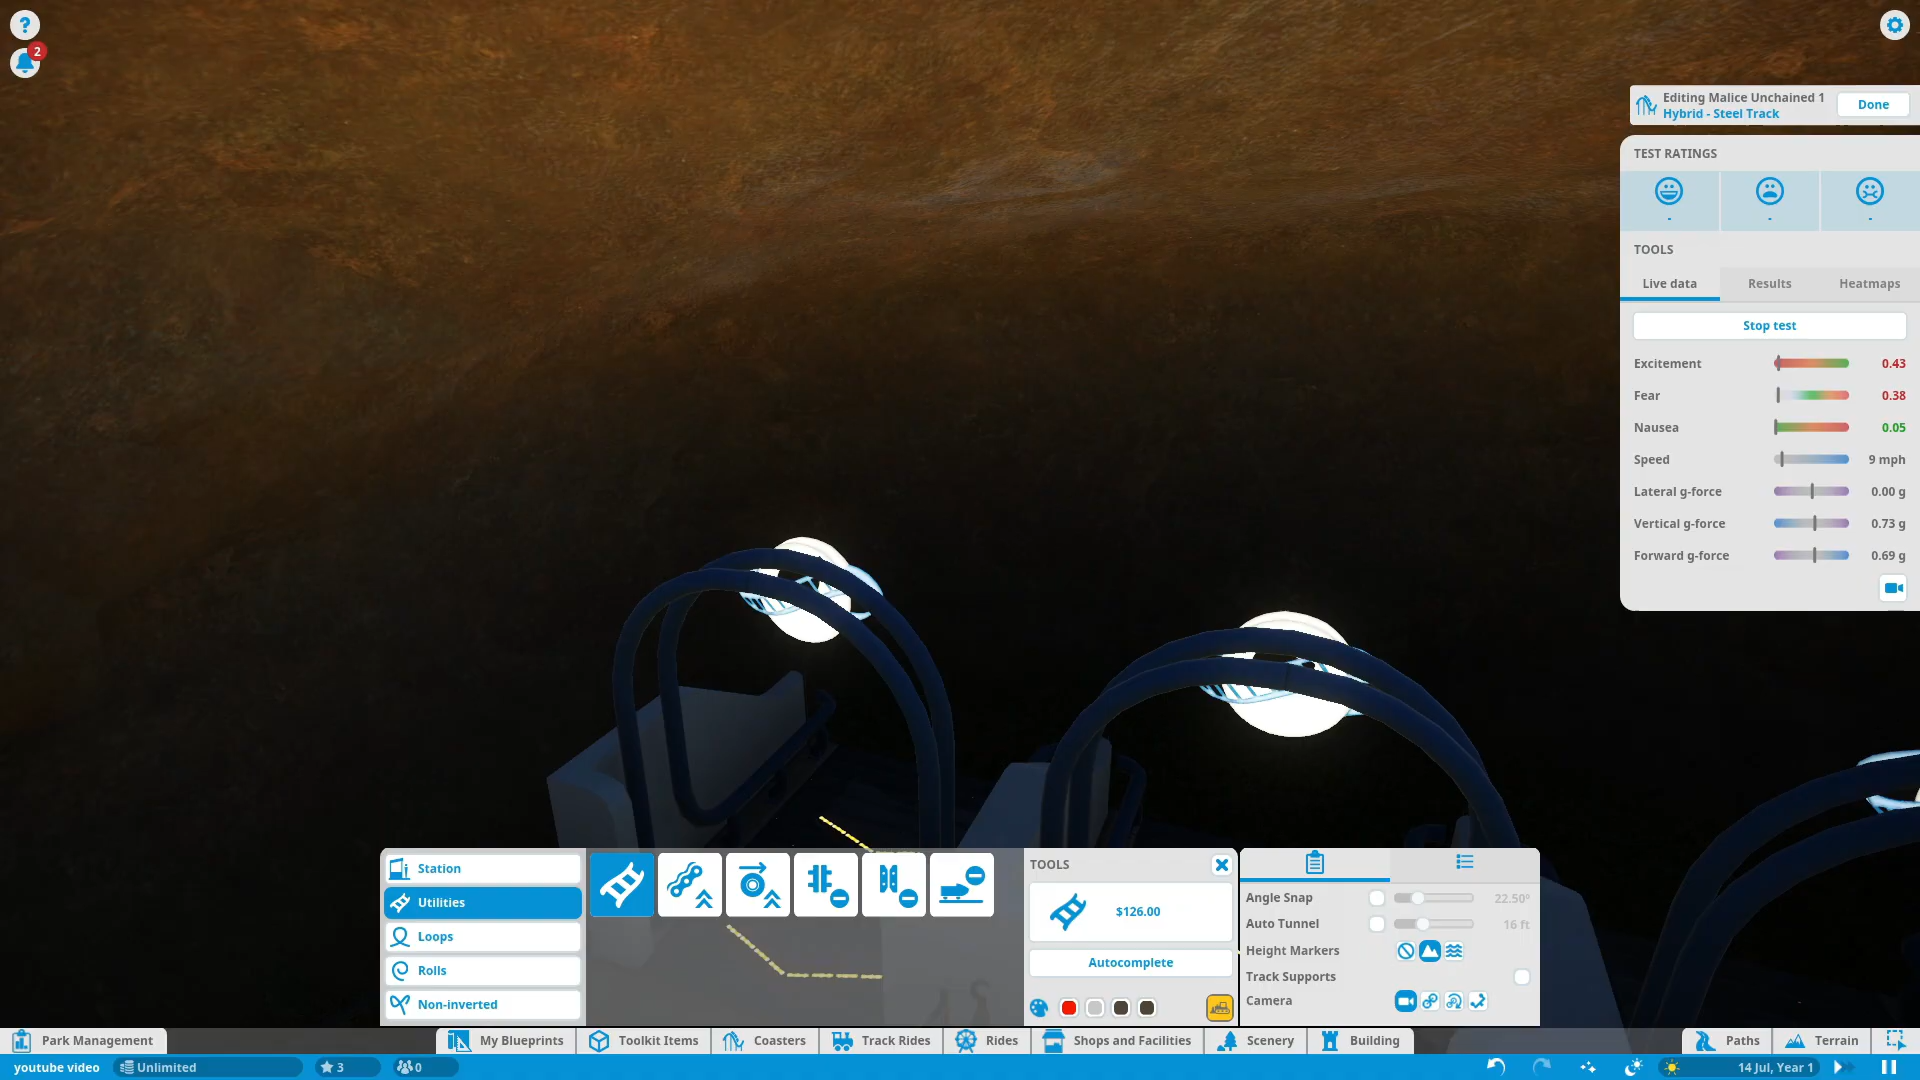 ?
2
Editing Malice Unchained 1
Hybrid - Steel Track
Done
TEST RATINGS
- - -
TOOLS
Live data Results Heatmaps
Stop test
Excitement 0.43
Fear 0.38
Nausea 0.05
Speed 9 mph
Lateral g-force 0.00 g
Vertical g-force 0.73 g
Forward g-force 0.69 g
Station
Utilities
Loops
Rolls
Non-inverted
TOOLS
$126.00
Autocomplete
Angle Snap 22.50°
Auto Tunnel 16 ft
Height Markers
Track Supports
Camera
Park Management My Blueprints Toolkit Items Coasters Track Rides Rides Shops and Facilities Scenery Building Paths Terrain
youtube video Unlimited 3 0 14 Jul, Year 1